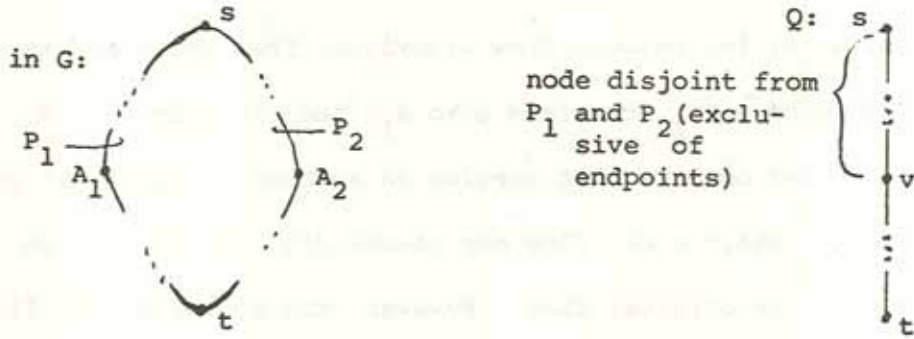 s
in G:
P1
P2
A1
A2
t
Q: s
node disjoint from
P1 and P2 (exclu-
sive of
endpoints)
v
t